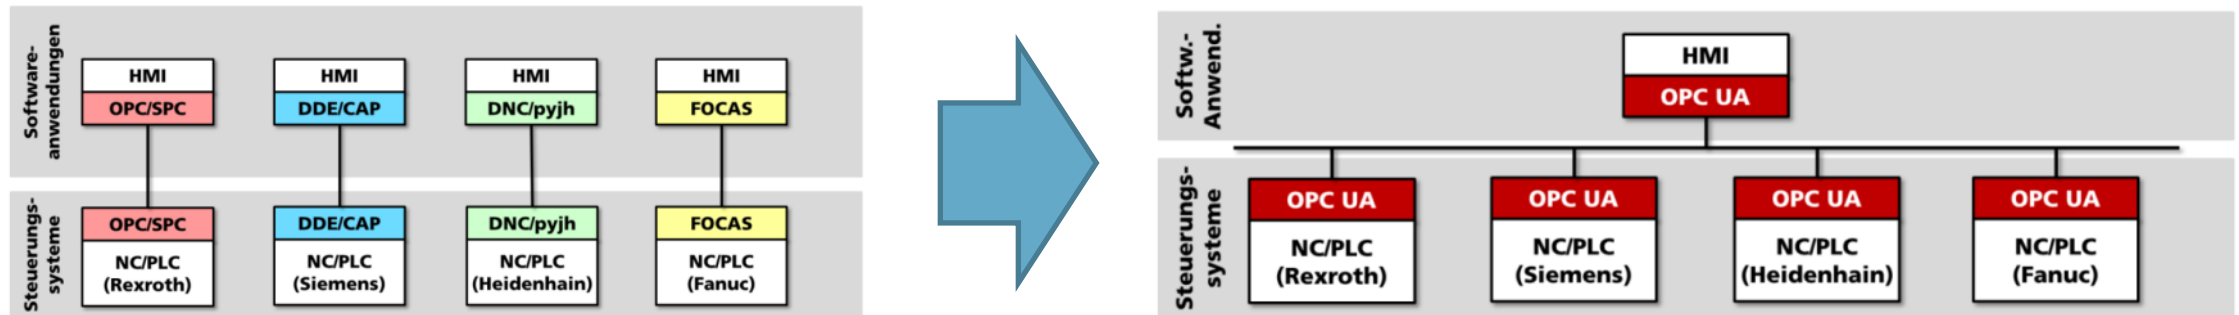 Software-
anwendungen
HMI
OPC/SPC
HMI
DDE/CAP
HMI
DNC/pyjh
HMI
FOCAS
Steuerungs-
systeme
OPC/SPC
NC/PLC
(Rexroth)
DDE/CAP
NC/PLC
(Siemens)
DNC/pyjh
NC/PLC
(Heidenhain)
FOCAS
NC/PLC
(Fanuc)
Softw.-
Anwend.
HMI
OPC UA
Steuerungs-
systeme
OPC UA
NC/PLC
(Rexroth)
OPC UA
NC/PLC
(Siemens)
OPC UA
NC/PLC
(Heidenhain)
OPC UA
NC/PLC
(Fanuc)